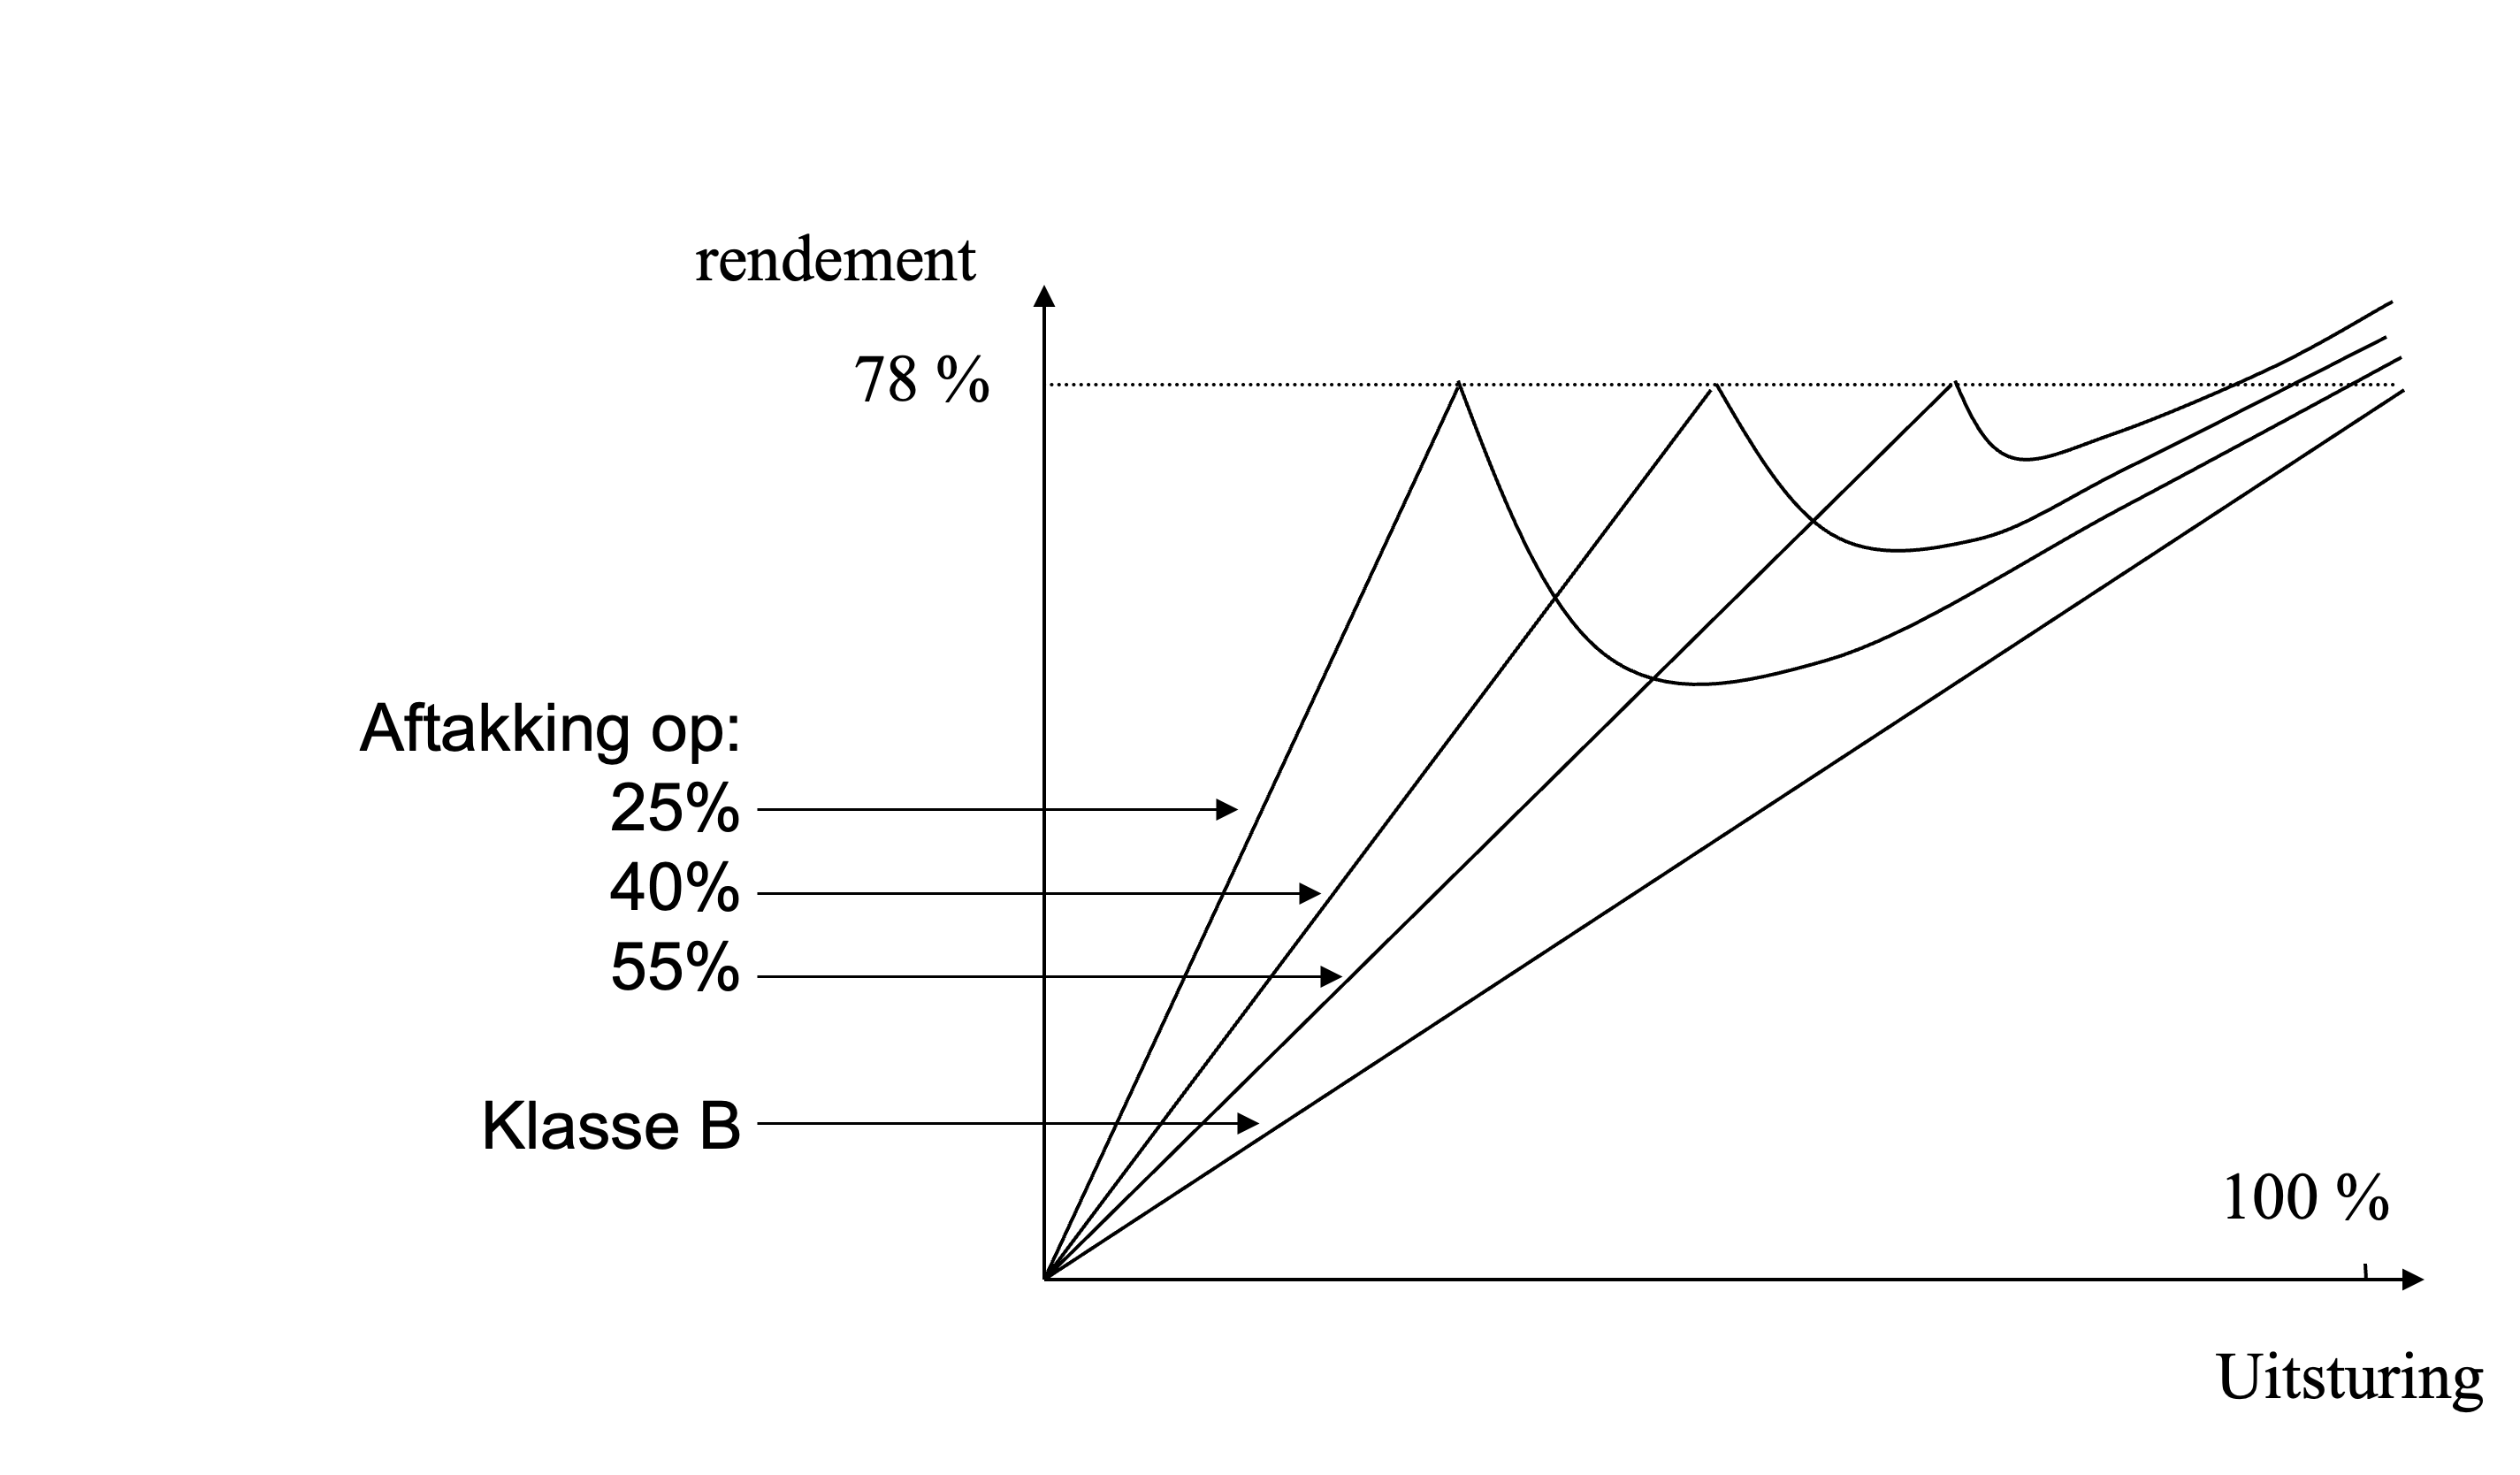 rendement
78 %
Aftakking op:
25%
40%
55%
Klasse B
100 %
Uitsturing